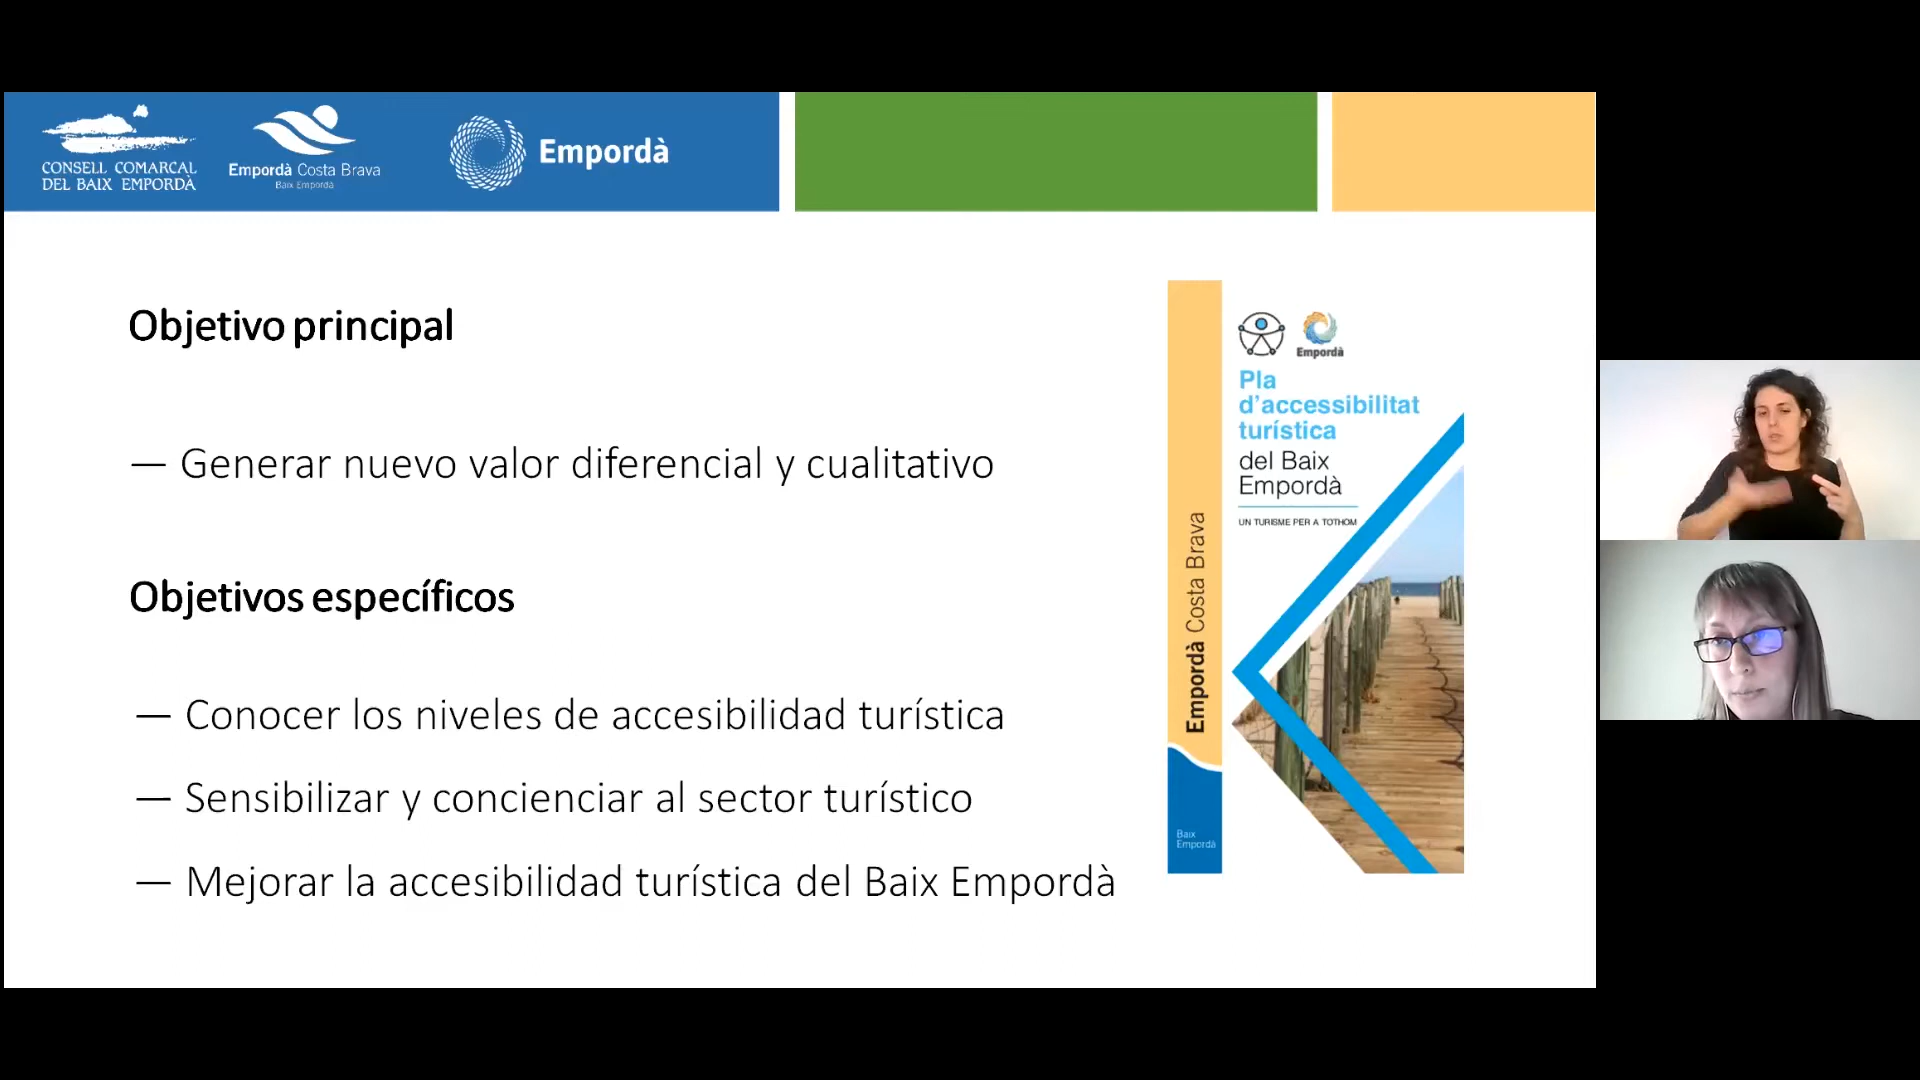 CONSELL COMARCAL
DEL BAIX EMPORDÀ
Empordà Costa Brava
Baix Empordà
Empordà
Objetivo principal
— Generar nuevo valor diferencial y cualitativo
Objetivos específicos
— Conocer los niveles de accesibilidad turística
— Sensibilizar y concienciar al sector turístico
— Mejorar la accesibilidad turística del Baix Empordà
Empordà Costa Brava
Baix
Empordà
Empordà
Pla
d'accessibilitat
turística
del Baix
Empordà
UN TURISME PER A TOTHOM